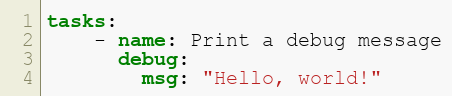 1 tasks:
2     - name: Print a debug message
3       debug:
4         msg: "Hello, world!"